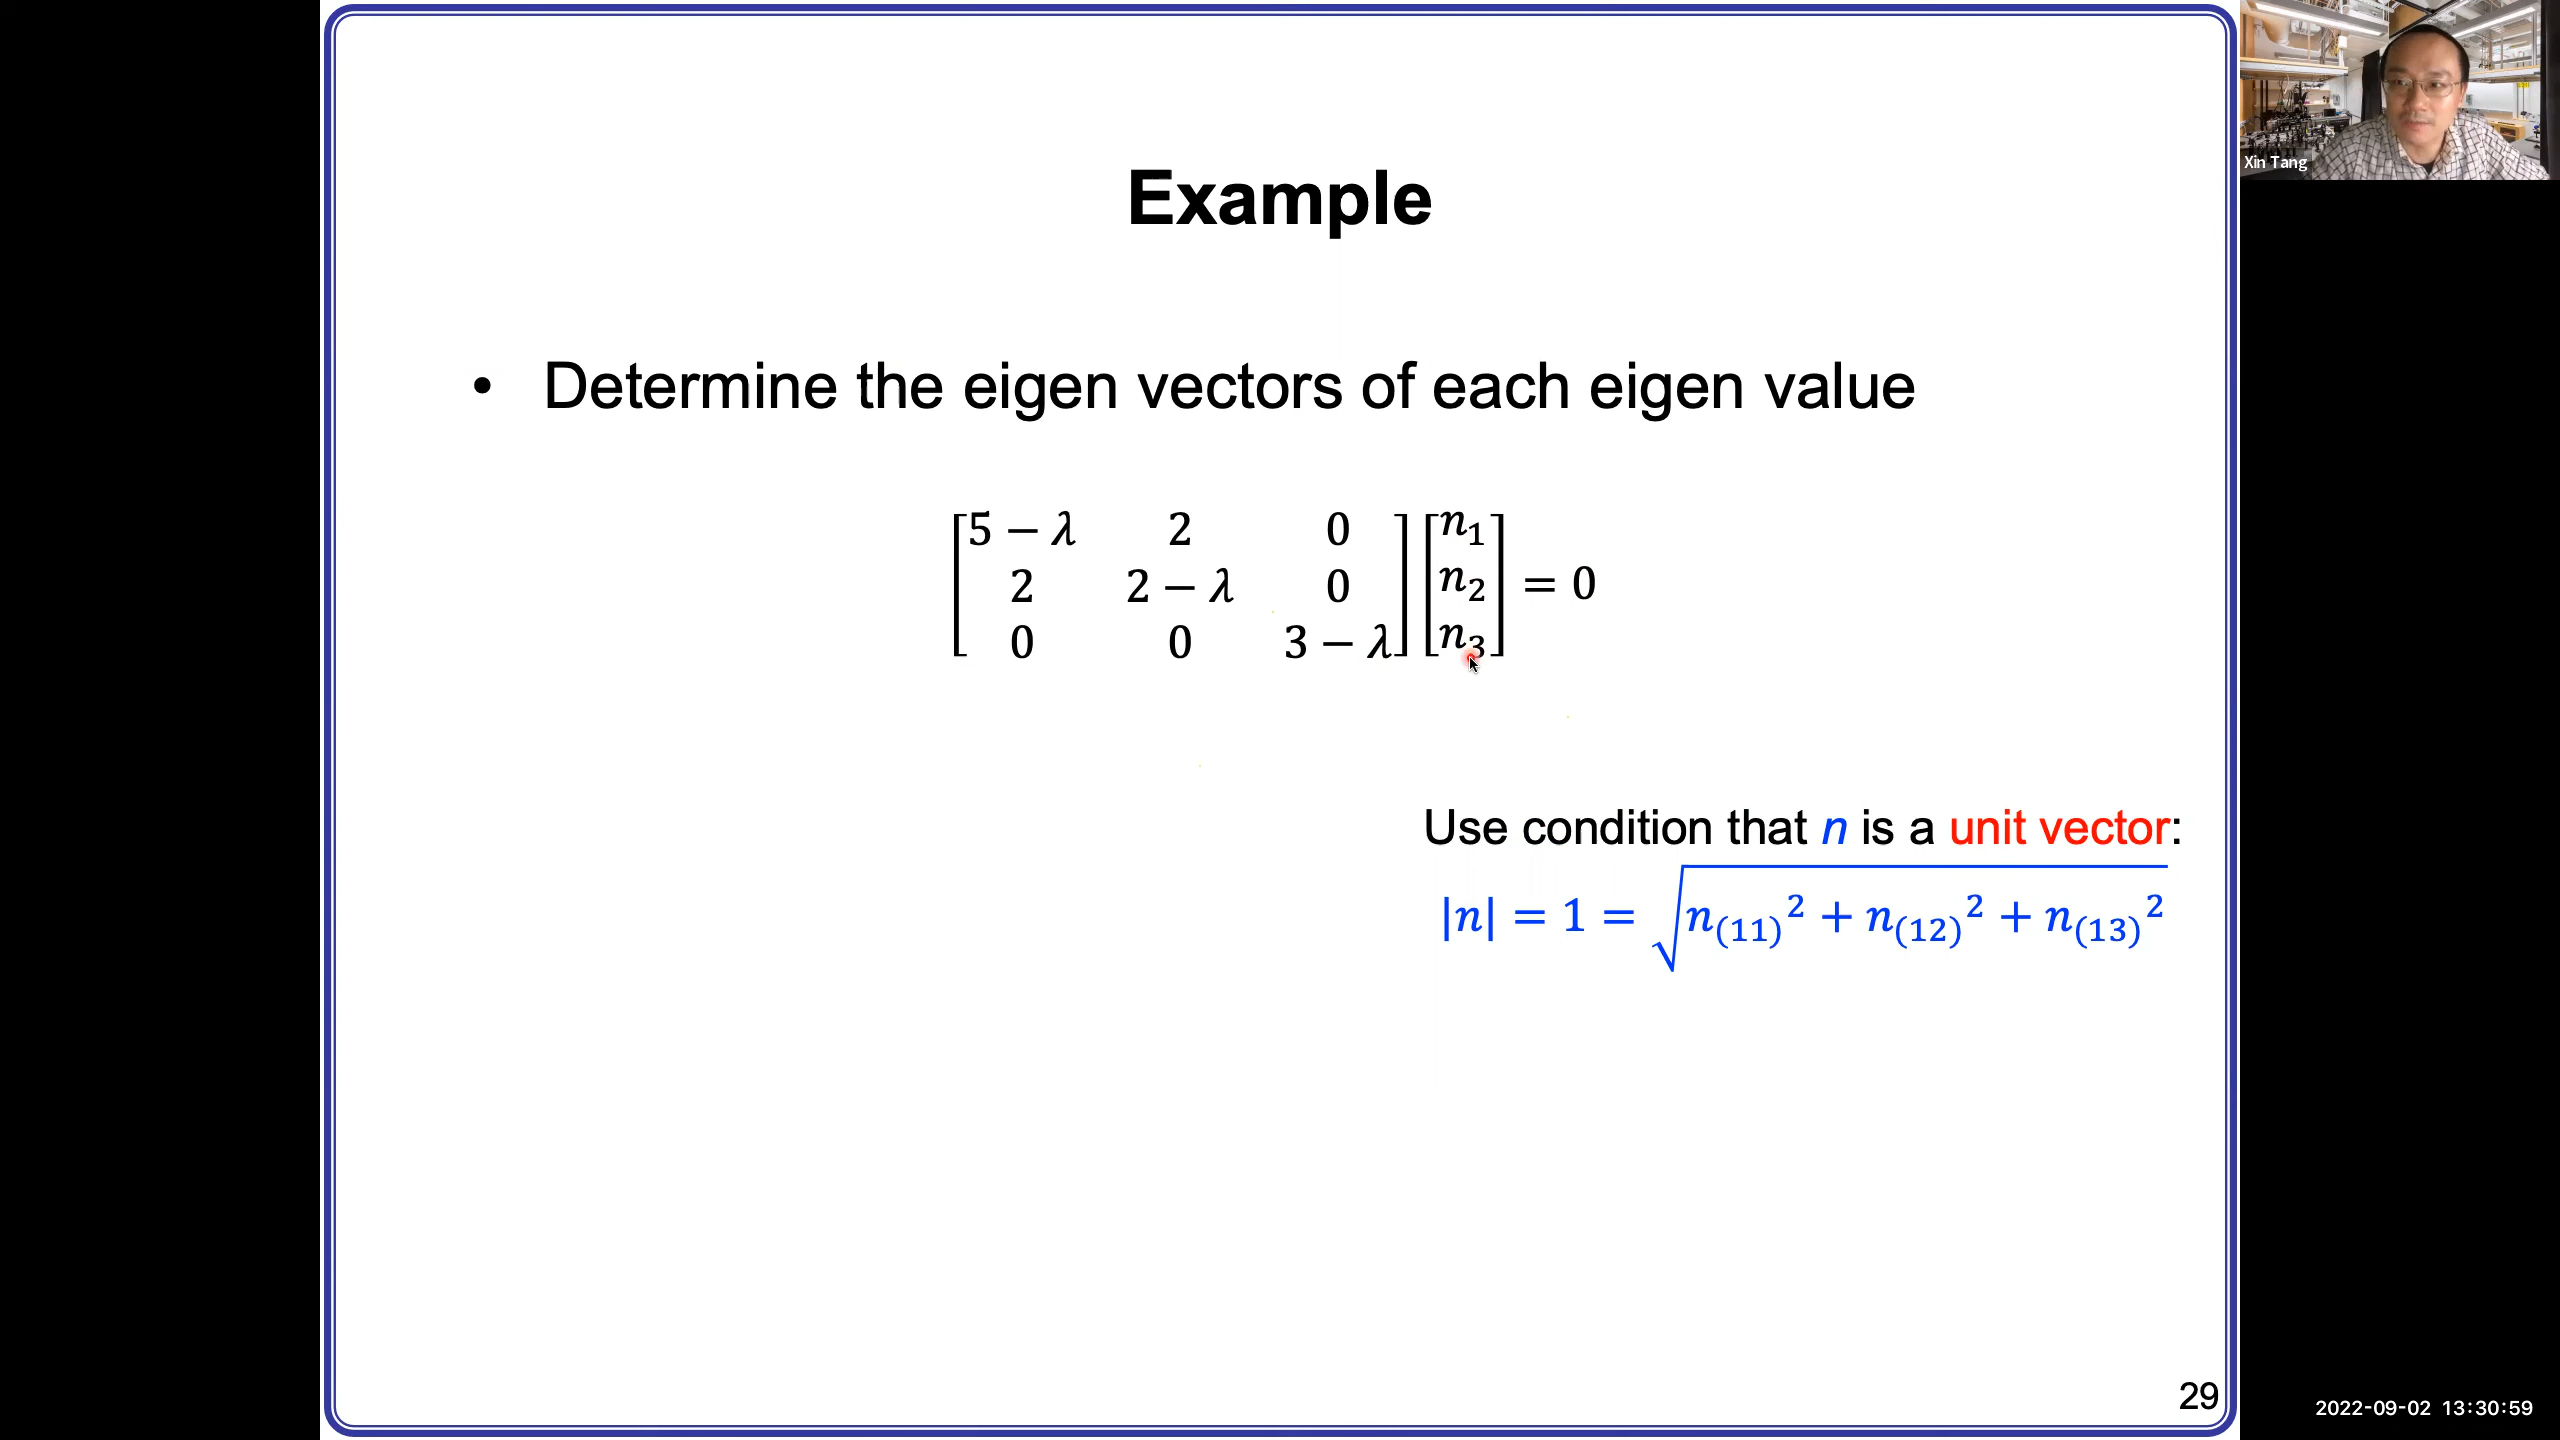 Example
• Determine the eigen vectors of each eigen value
[5 − λ 2 0] [n₁]
[2 2 − λ 0] [n₂] = 0
[0 0 3 − λ] [n₃]
Use condition that n is a unit vector:
|n| = 1 = √(n₍₁₁₎² + n₍₁₂₎² + n₍₁₃₎²)
29
Xin Tang
2022-09-02 13:30:59